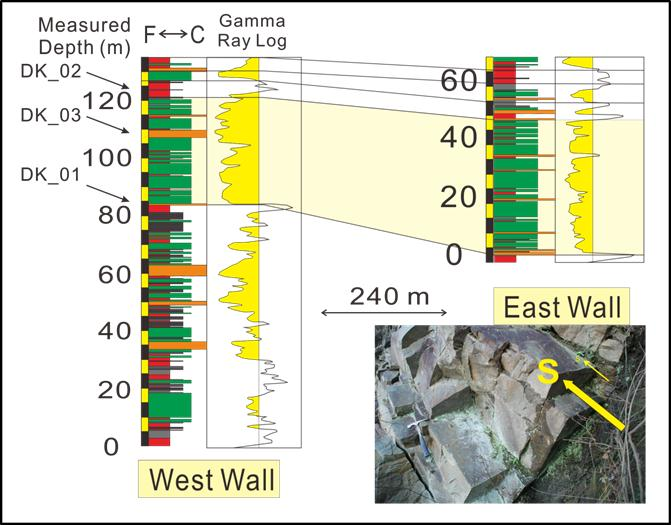 Measured
Depth (m)
F ↔ C
Gamma
Ray Log
DK_02
DK_03
DK_01
120
100
80
60
40
20
0
60
40
20
0
240 m
East Wall
West Wall
S